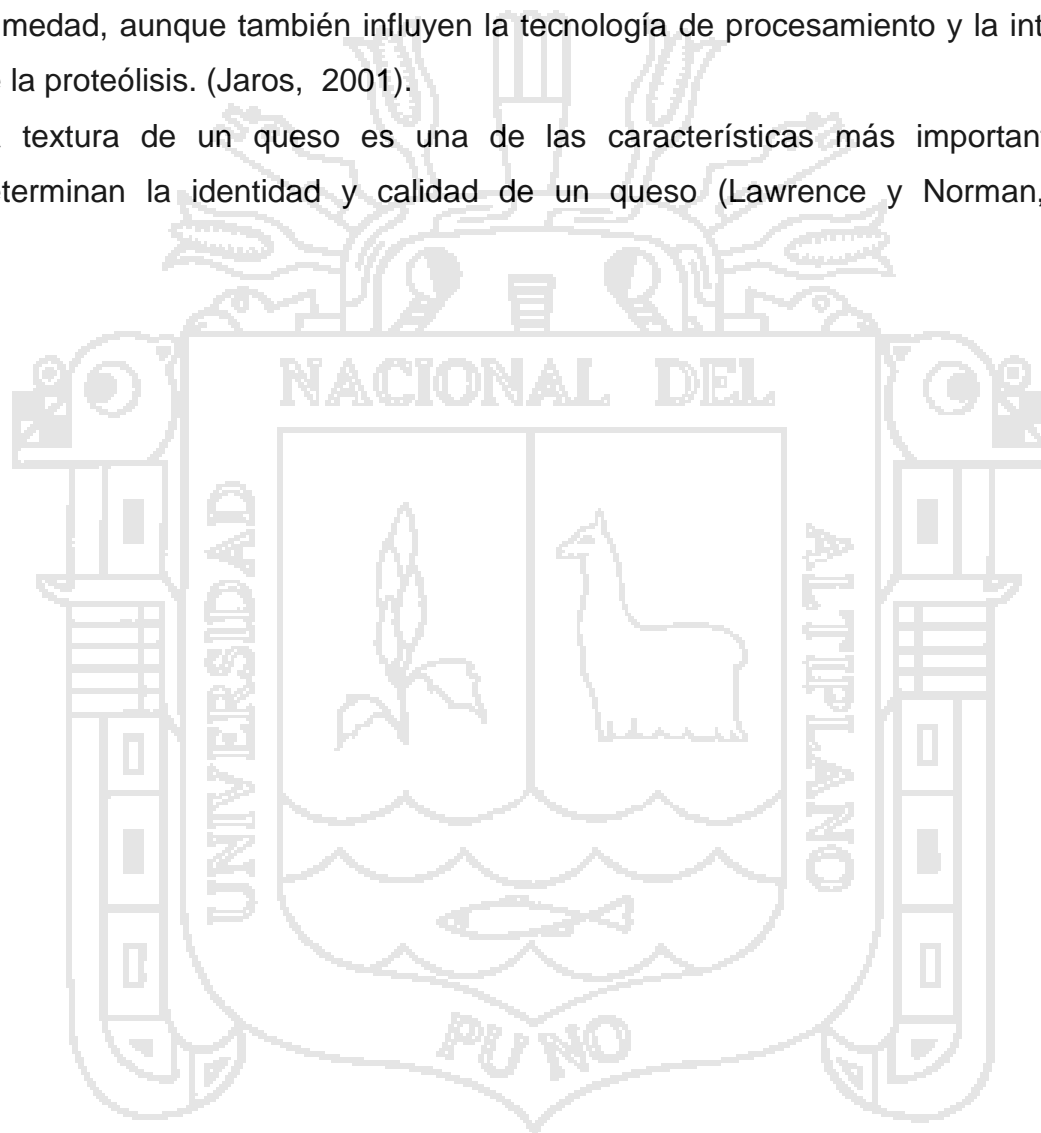 medad, aunque también influyen la tecnología de procesamiento y la int
la proteólisis. (Jaros, 2001).
textura de un queso es una de las características más importan
terminan la identidad y calidad de un queso (Lawrence y Norman,
NACIONAL DEL
UNIVERSIDAD
ALTIPLANO
PUNO